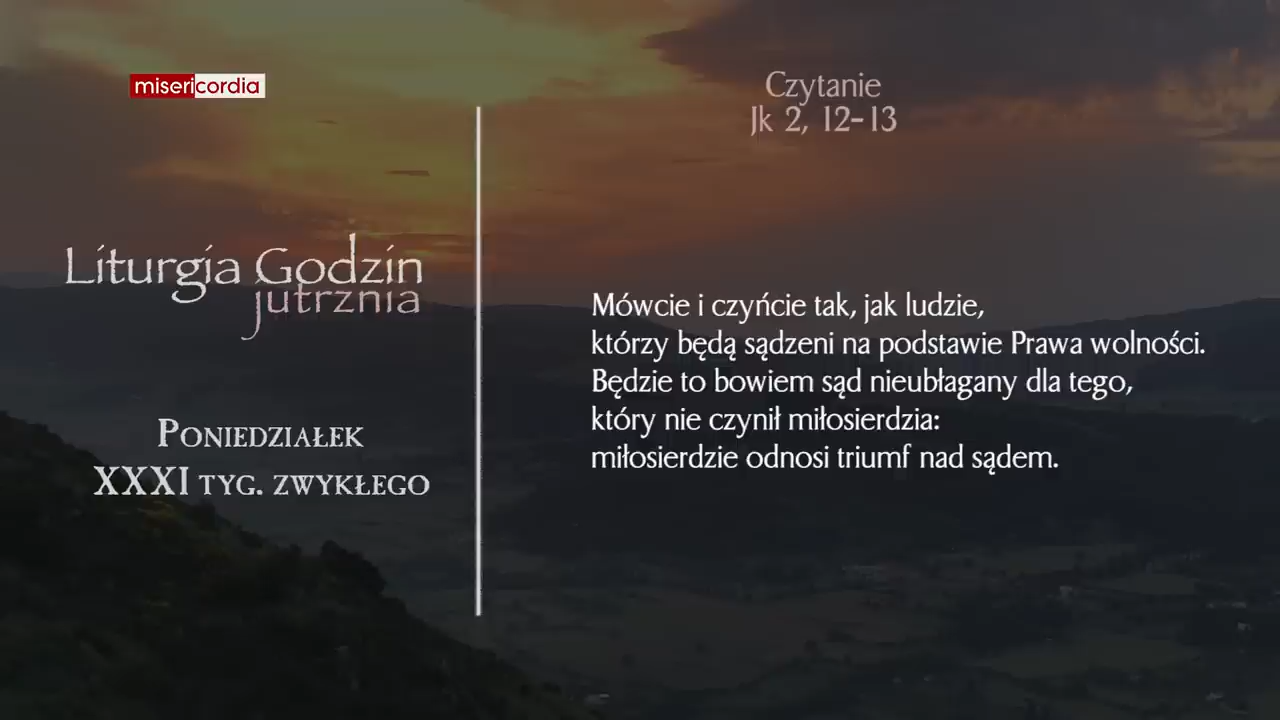 misericordia
Liturgia Godzin
jutrznia
Poniedziałek
XXXI tyg. zwykłego
Czytanie
Jk 2, 12-13
Mówcie i czyńcie tak, jak ludzie,
którzy będą sądzeni na podstawie Prawa wolności.
Będzie to bowiem sąd nieubłagany dla tego,
który nie czynił miłosierdzia:
miłosierdzie odnosi triumf nad sądem.